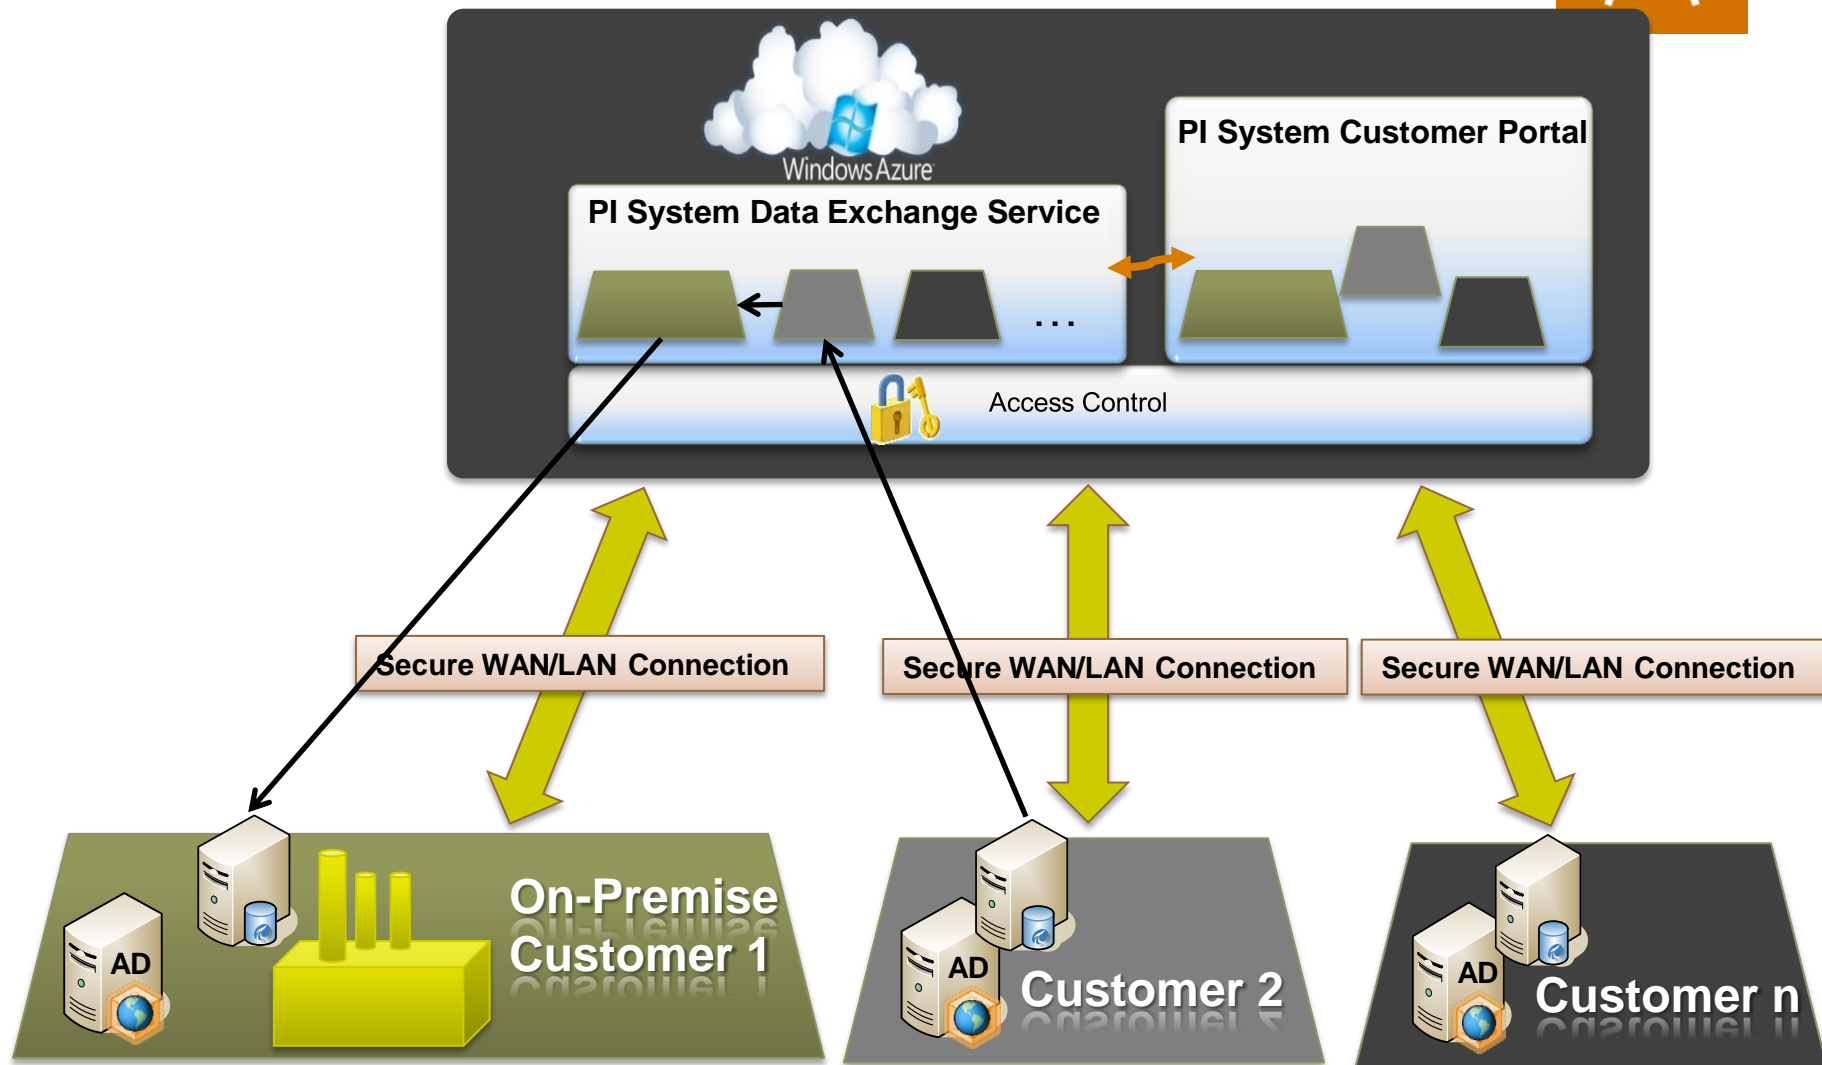 Windows Azure
PI System Customer Portal
PI System Data Exchange Service
...
Access Control
Secure WAN/LAN Connection
Secure WAN/LAN Connection
Secure WAN/LAN Connection
On-Premise
Customer 1
AD
Customer 2
AD
Customer n
AD